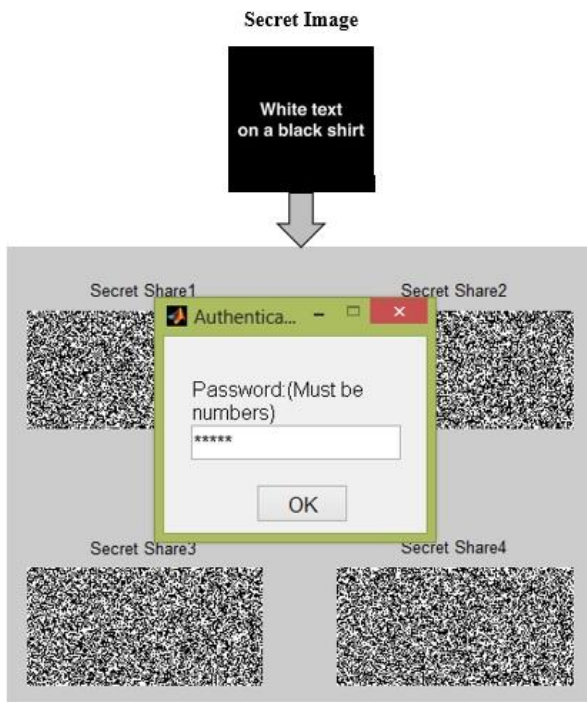 Secret Image
White text
on a black shirt
Secret Share1
Secret Share2
Authentica...
Password:(Must be
numbers)
*****
OK
Secret Share3
Secret Share4